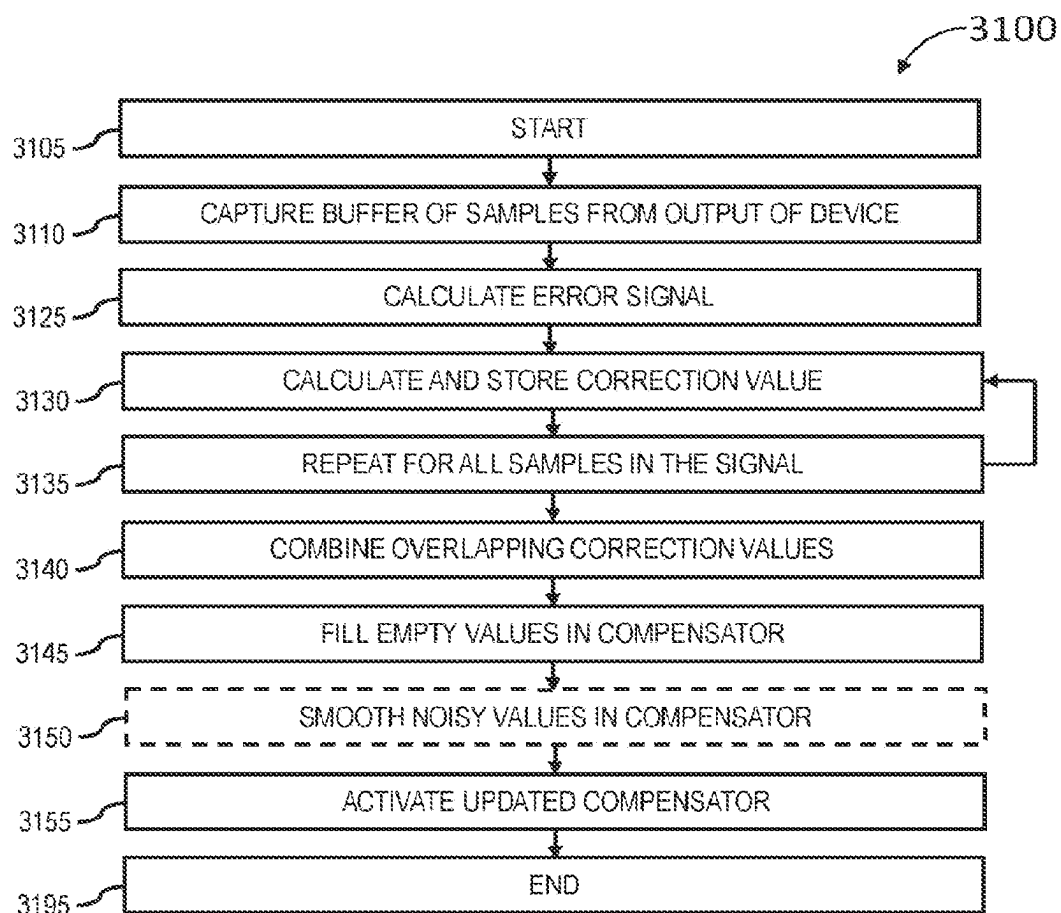 3100
START
3105
CAPTURE BUFFER OF SAMPLES FROM OUTPUT OF DEVICE
3110
CALCULATE ERROR SIGNAL
3125
CALCULATE AND STORE CORRECTION VALUE
3130
REPEAT FOR ALL SAMPLES IN THE SIGNAL
3135
COMBINE OVERLAPPING CORRECTION VALUES
3140
FILL EMPTY VALUES IN COMPENSATOR
3145
SMOOTH NOISY VALUES IN COMPENSATOR
3150
ACTIVATE UPDATED COMPENSATOR
3155
END
3195